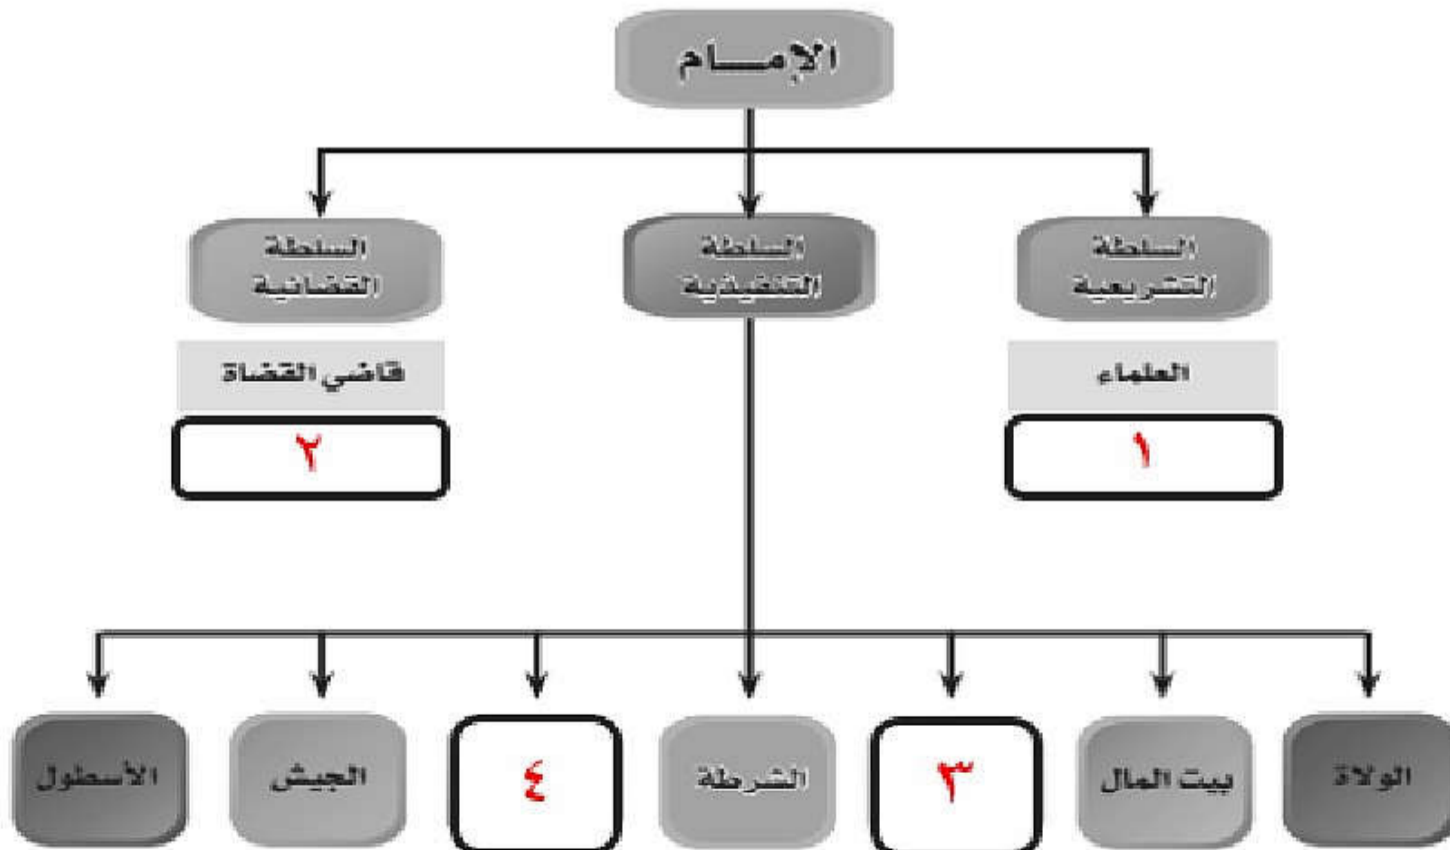 الإمــــام
السلطة
التشريعية
السلطة
التنفيذية
السلطة
القضائية
العلماء
قاضي القضاة
١
٢
الولاة
بيت المال
٣
الشرطة
٤
الجيش
الأسطول